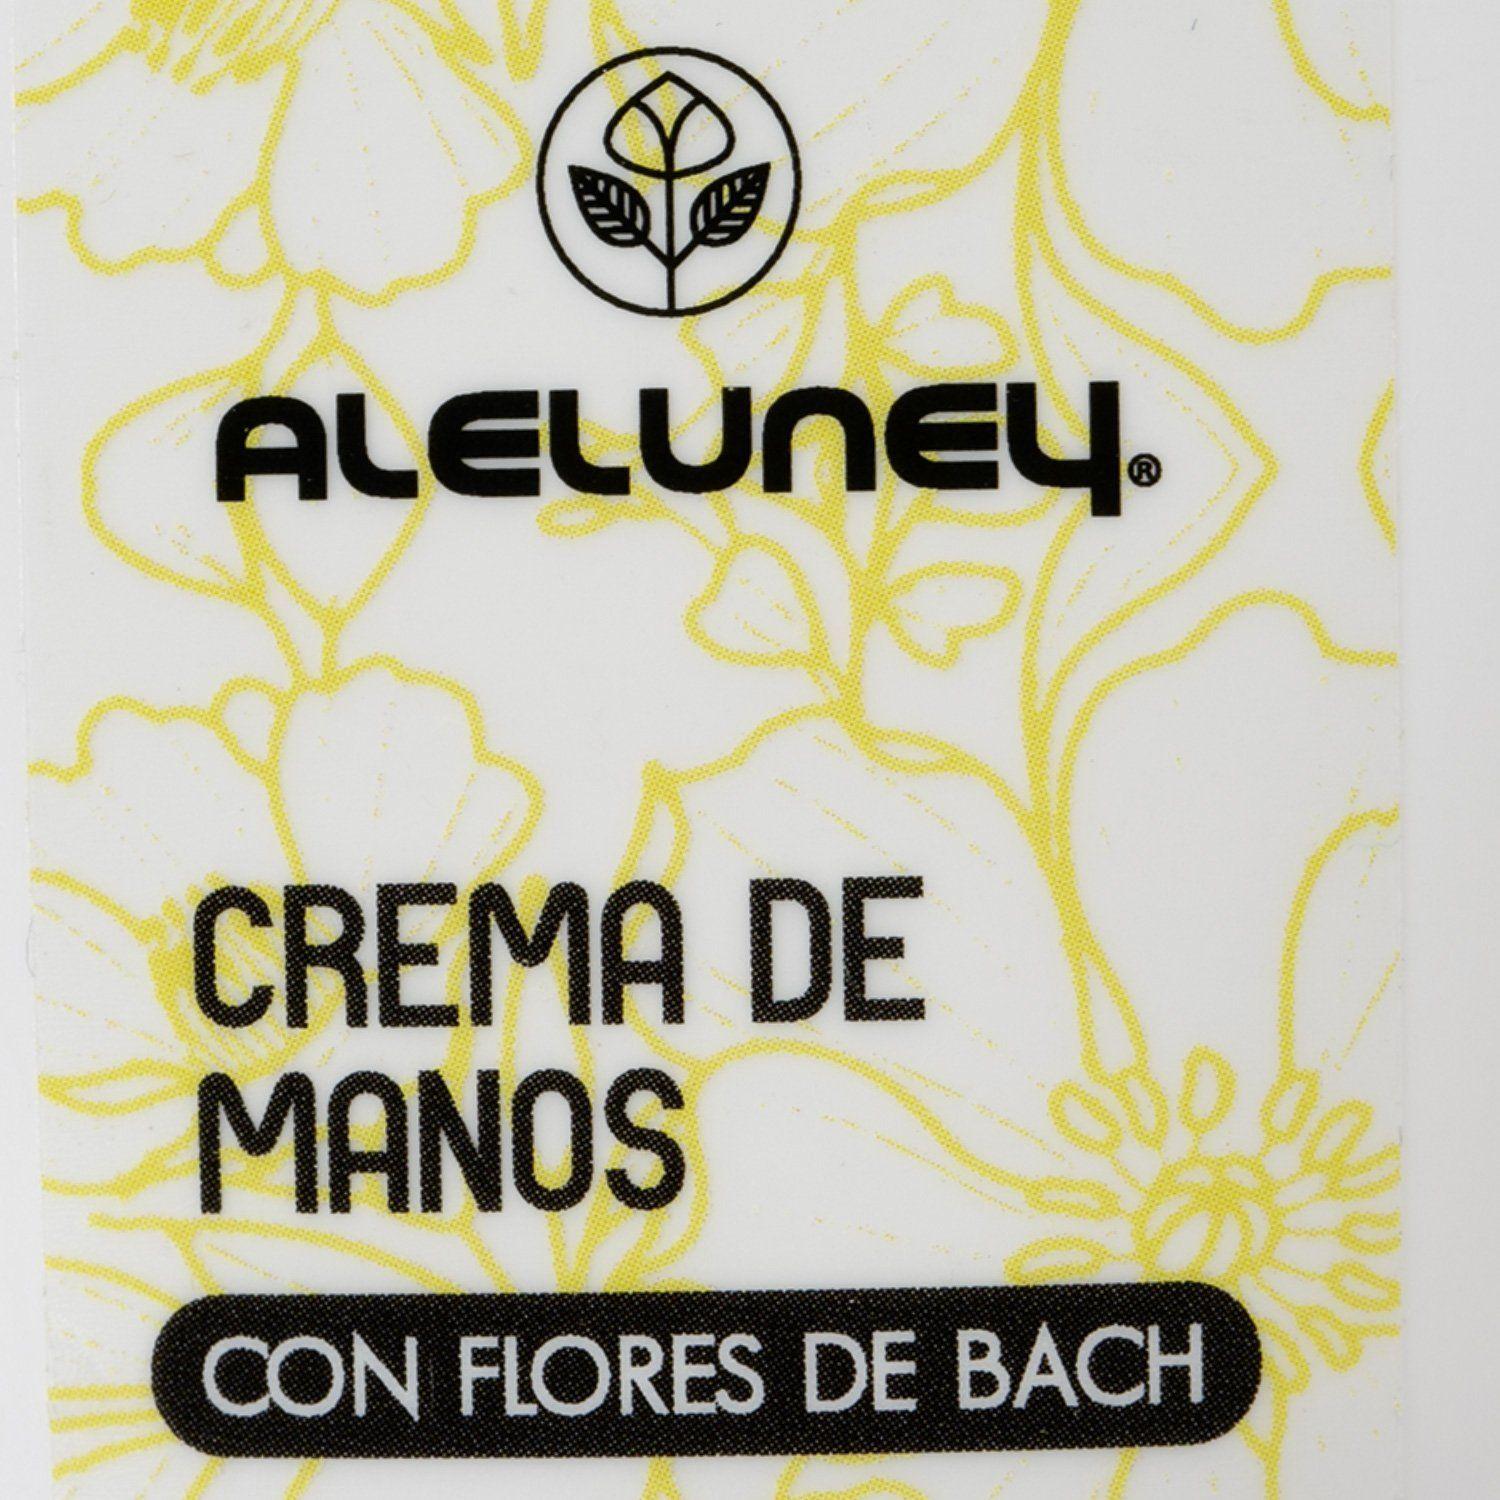 ALELUNEY®
CREMA DE
MANOS
CON FLORES DE BACH